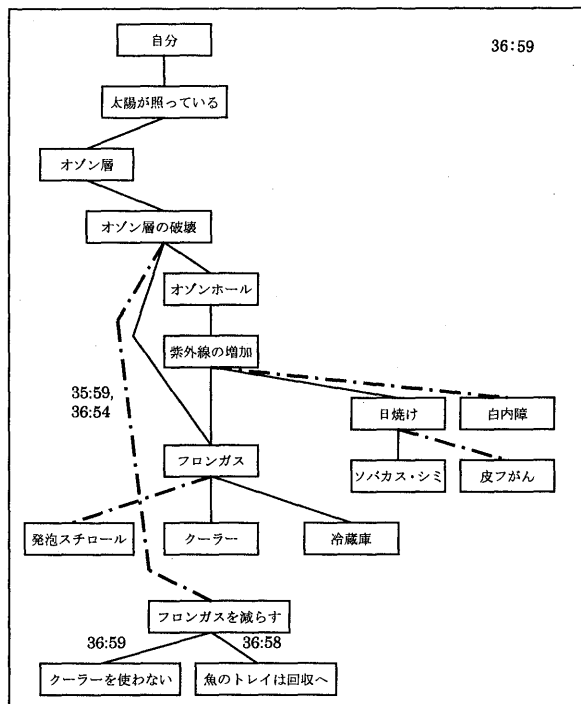 自分
36:59
太陽が照っている
オゾン層
オゾン層の破壊
オゾンホール
紫外線の増加
35:59,
36:54
日焼け
白内障
フロンガス
ソバカス・シミ
皮フがん
発泡スチロール
クーラー
冷蔵庫
フロンガスを減らす
36:59
36:58
クーラーを使わない
魚のトレイは回収へ